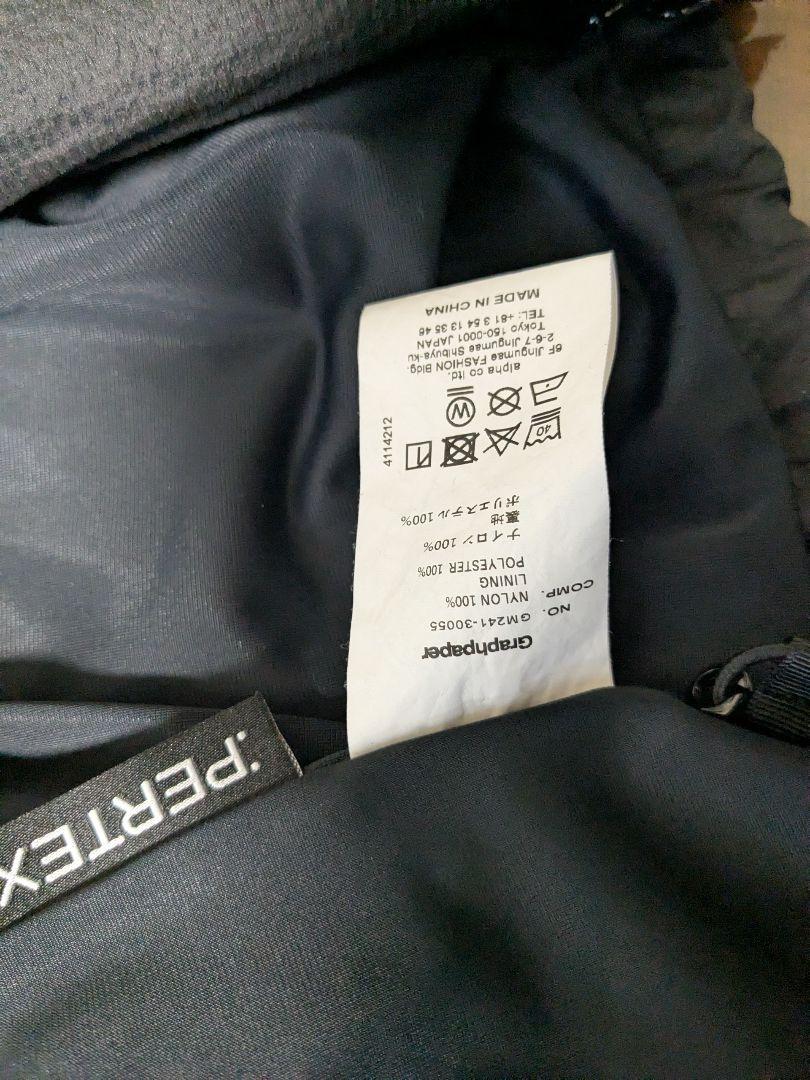 Graphpaper
NO. GM241-30055
COMP.
NYLON 100%
LINING
POLYESTER 100%
ナイロン 100%
裏地
ポリエステル 100%
40
W
4114212
alpha co ltd.
6F Jingumae FASHION Bldg.
2-6-7 Jingumae Shibuya-ku
Tokyo 150-0001 JAPAN
TEL: +81 3 54 13 35 46
MADE IN CHINA
:PERTEX